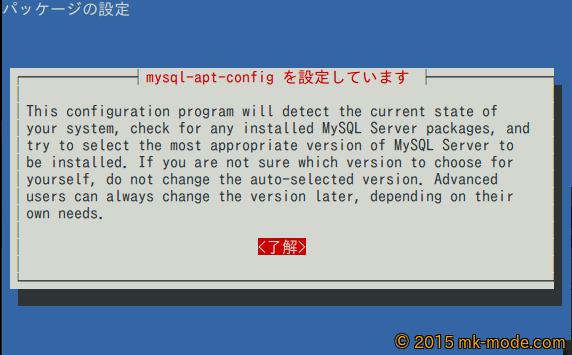 パッケージの設定
mysql-apt-config を設定しています
This configuration program will detect the current state of
your system, check for any installed MySQL Server packages, and
try to select the most appropriate version of MySQL Server to
be installed. If you are not sure which version to choose for
yourself, do not change the auto-selected version. Advanced
users can always change the version later, depending on their
own needs.
<了解>
© 2015 mk-mode.com